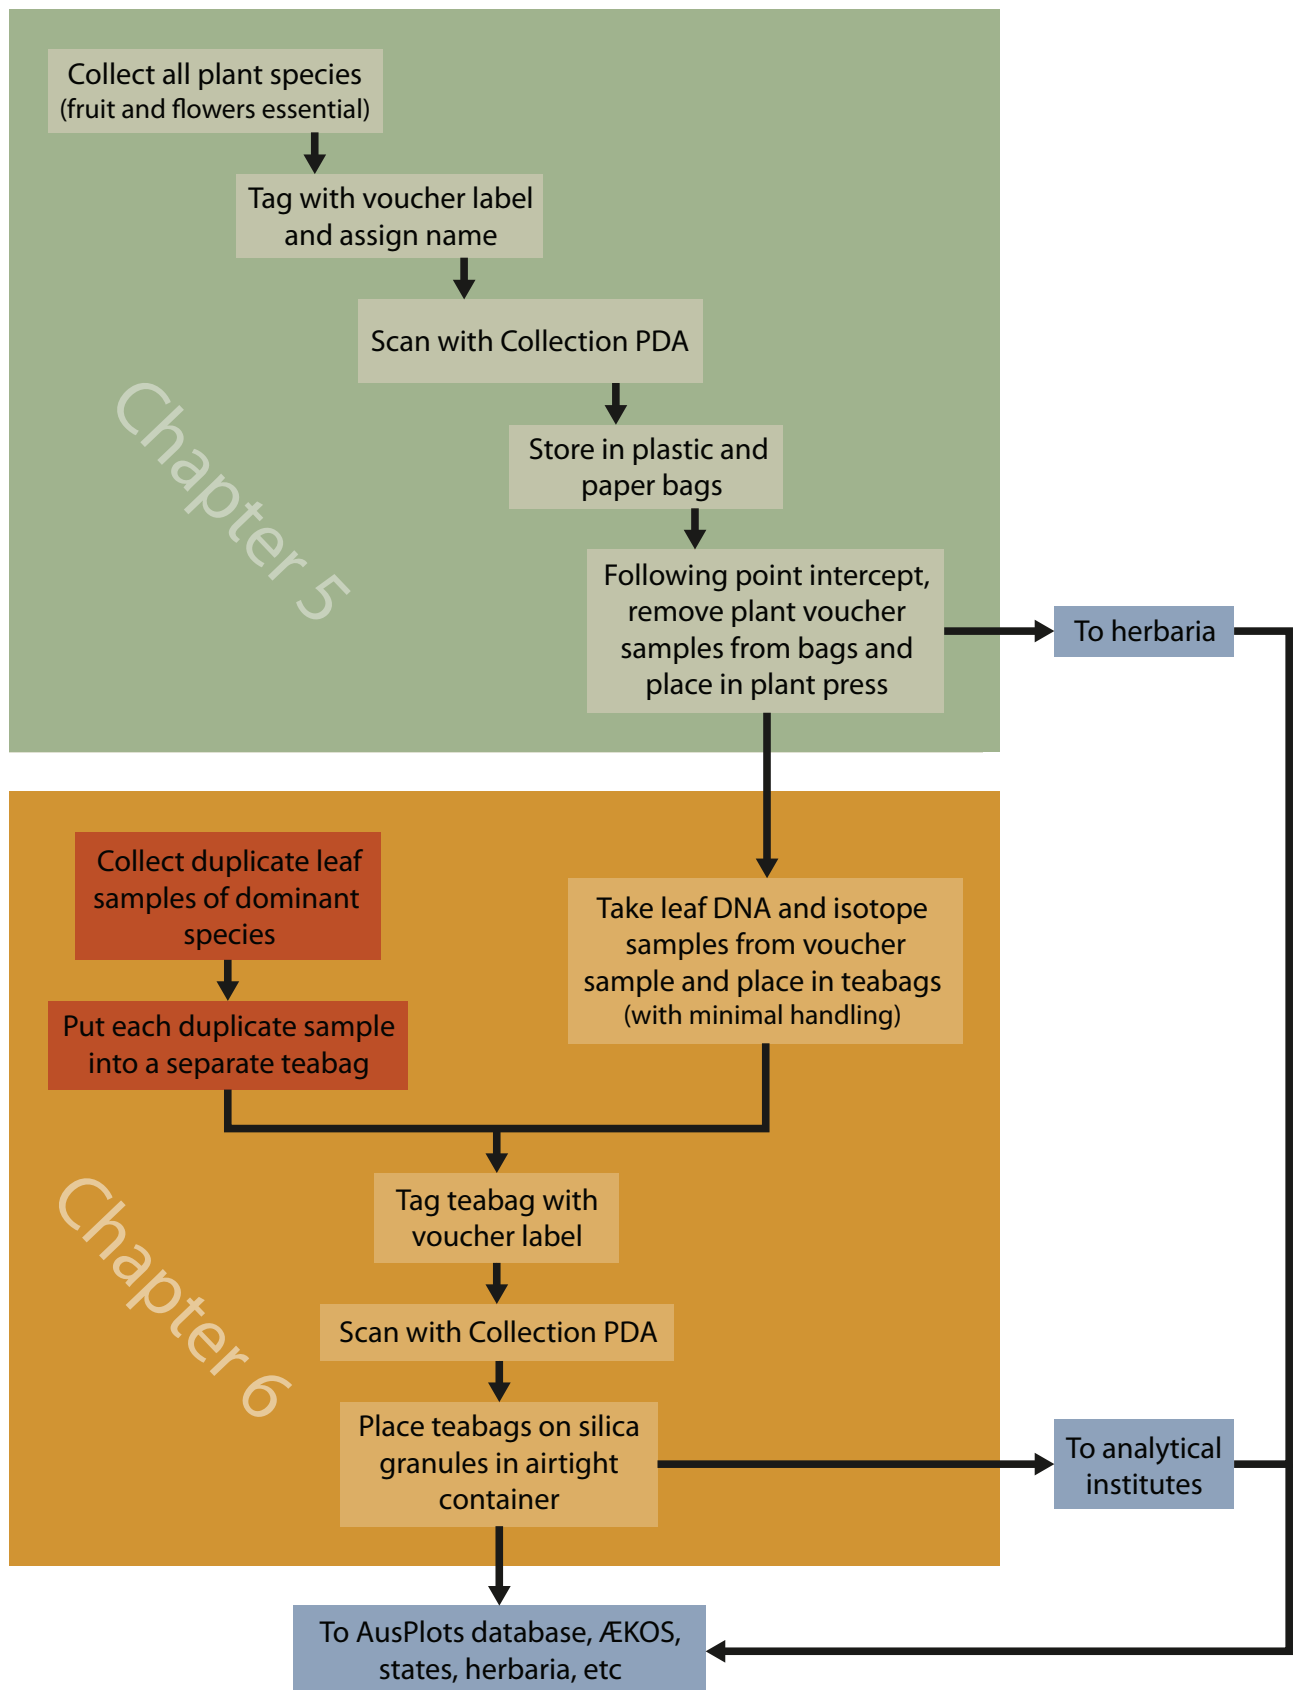 Collect all plant species
(fruit and flowers essential)
Tag with voucher label
and assign name
Scan with Collection PDA
Store in plastic and
paper bags
Chapter 5
Following point intercept,
remove plant voucher
samples from bags and
place in plant press
To herbaria
Collect duplicate leaf
samples of dominant
species
Put each duplicate sample
into a separate teabag
Take leaf DNA and isotope
samples from voucher
sample and place in teabags
(with minimal handling)
Tag teabag with
voucher label
Chapter 6
Scan with Collection PDA
Place teabags on silica
granules in airtight
container
To analytical
institutes
To AusPlots database, ÆKOS,
states, herbaria, etc